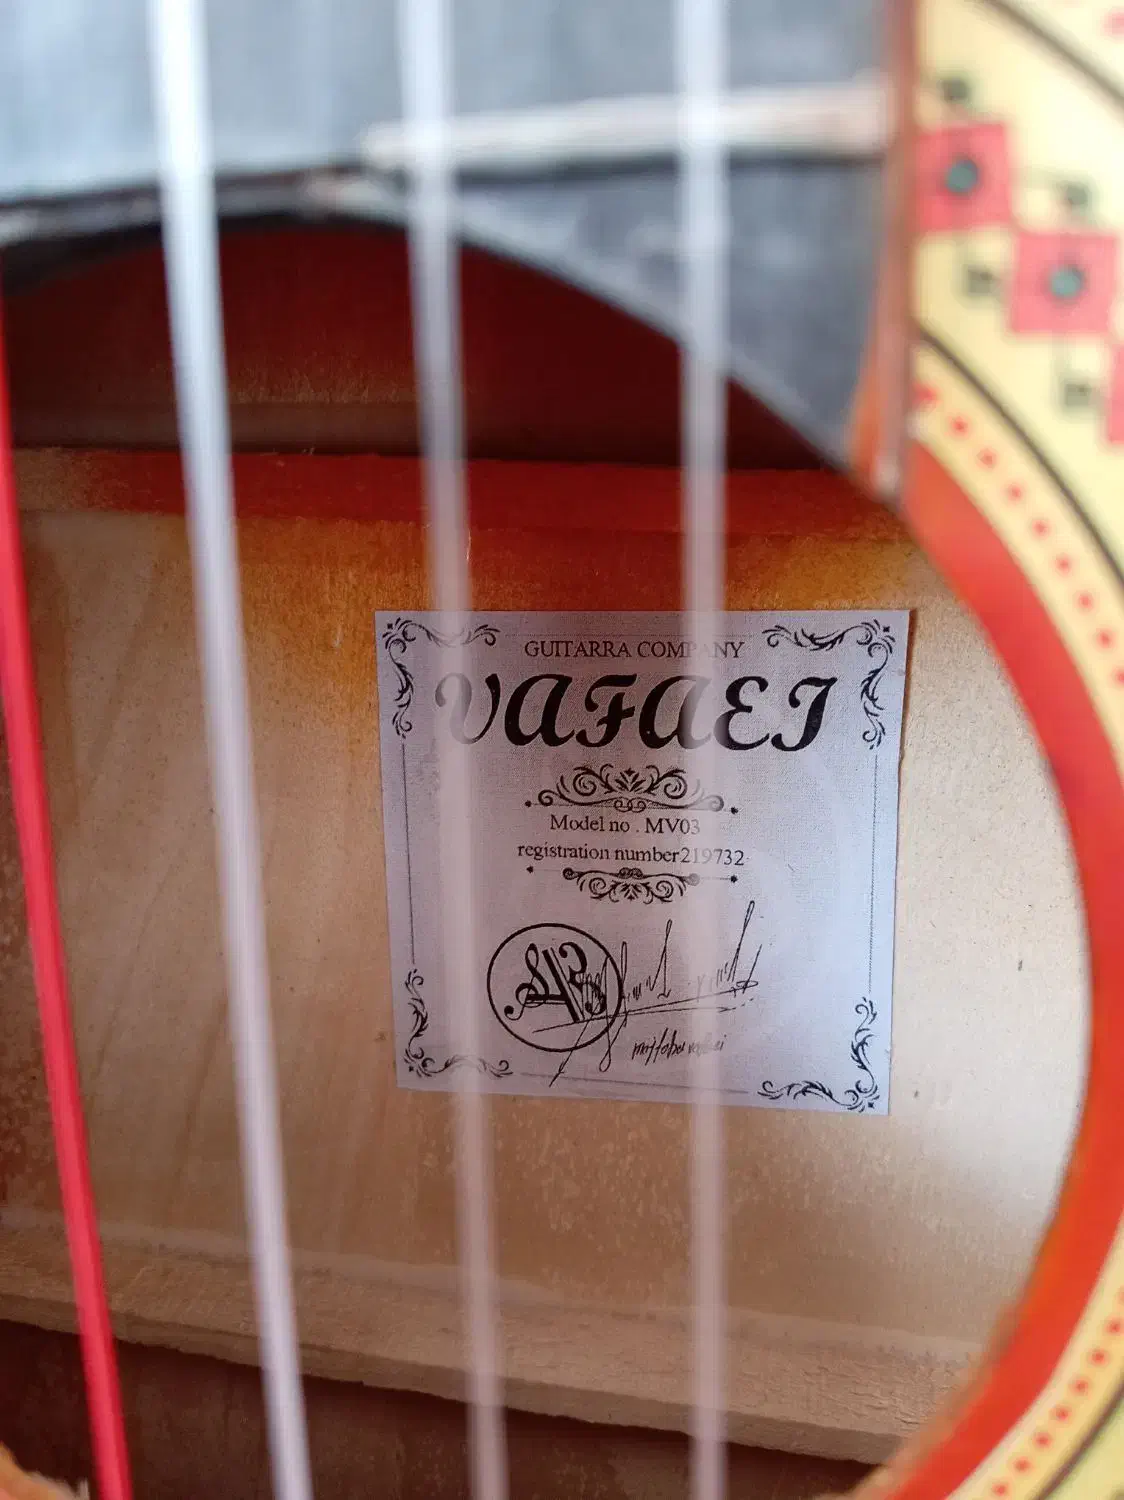 GUITARRA COMPANY
VAFAEI
Model no . MV03
registration number219732